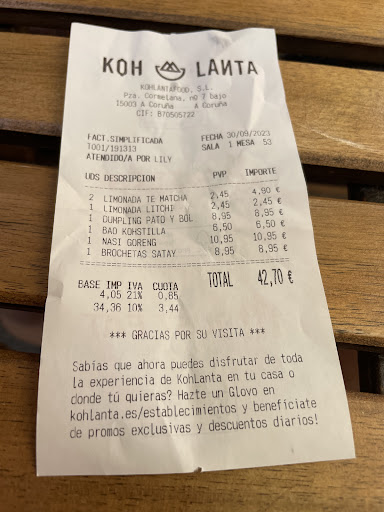 KOH LANTA
KOHLANTAFOOD, S.L.
Pza. Cormelana, nº 7 bajo
15003 A Coruña A Coruña
CIF: B70505722
FACT.SIMPLIFICADA FECHA 30/09/2023
T001/191313 SALA 1 MESA 53
ATENDIDO/A POR LILY
UDS DESCRIPCION PVP IMPORTE
2 LIMONADA TE MATCHA 2,45 4,90 €
1 LIMONADA LITCHI 2,45 2,45 €
1 DUMPLING PATO Y BOL 8,95 8,95 €
1 BAO KOHSTILLA 6,50 6,50 €
1 NASI GORENG 10,95 10,95 €
1 BROCHETAS SATAY 8,95 8,95 €
BASE IMP IVA CUOTA TOTAL 42,70 €
4,05 21% 0,85
34,36 10% 3,44
*** GRACIAS POR SU VISITA ***
Sabías que ahora puedes disfrutar de toda
la experiencia de KohLanta en tu casa o
donde tú quieras? Hazte un Glovo en
kohlanta.es/establecimientos y benefíciate
de promos exclusivas y descuentos diarios!